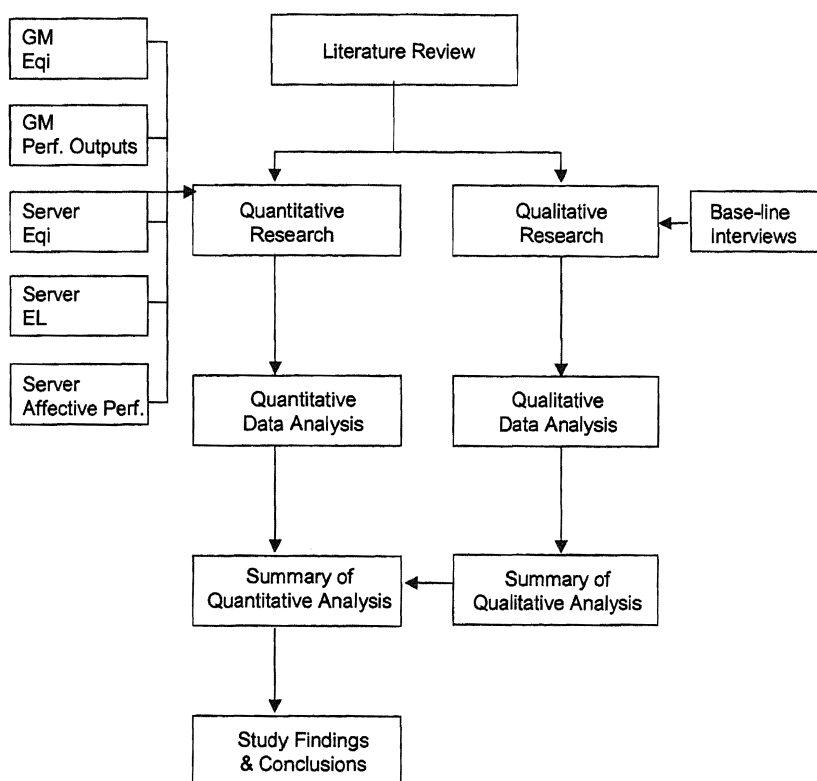 GM
Eqi
Literature Review
GM
Perf. Outputs
Server
Eqi
Quantitative
Research
Qualitative
Research
Base-line
Interviews
Server
EL
Server
Affective Perf.
Quantitative
Data Analysis
Qualitative
Data Analysis
Summary of
Quantitative Analysis
Summary of
Qualitative Analysis
Study Findings
& Conclusions